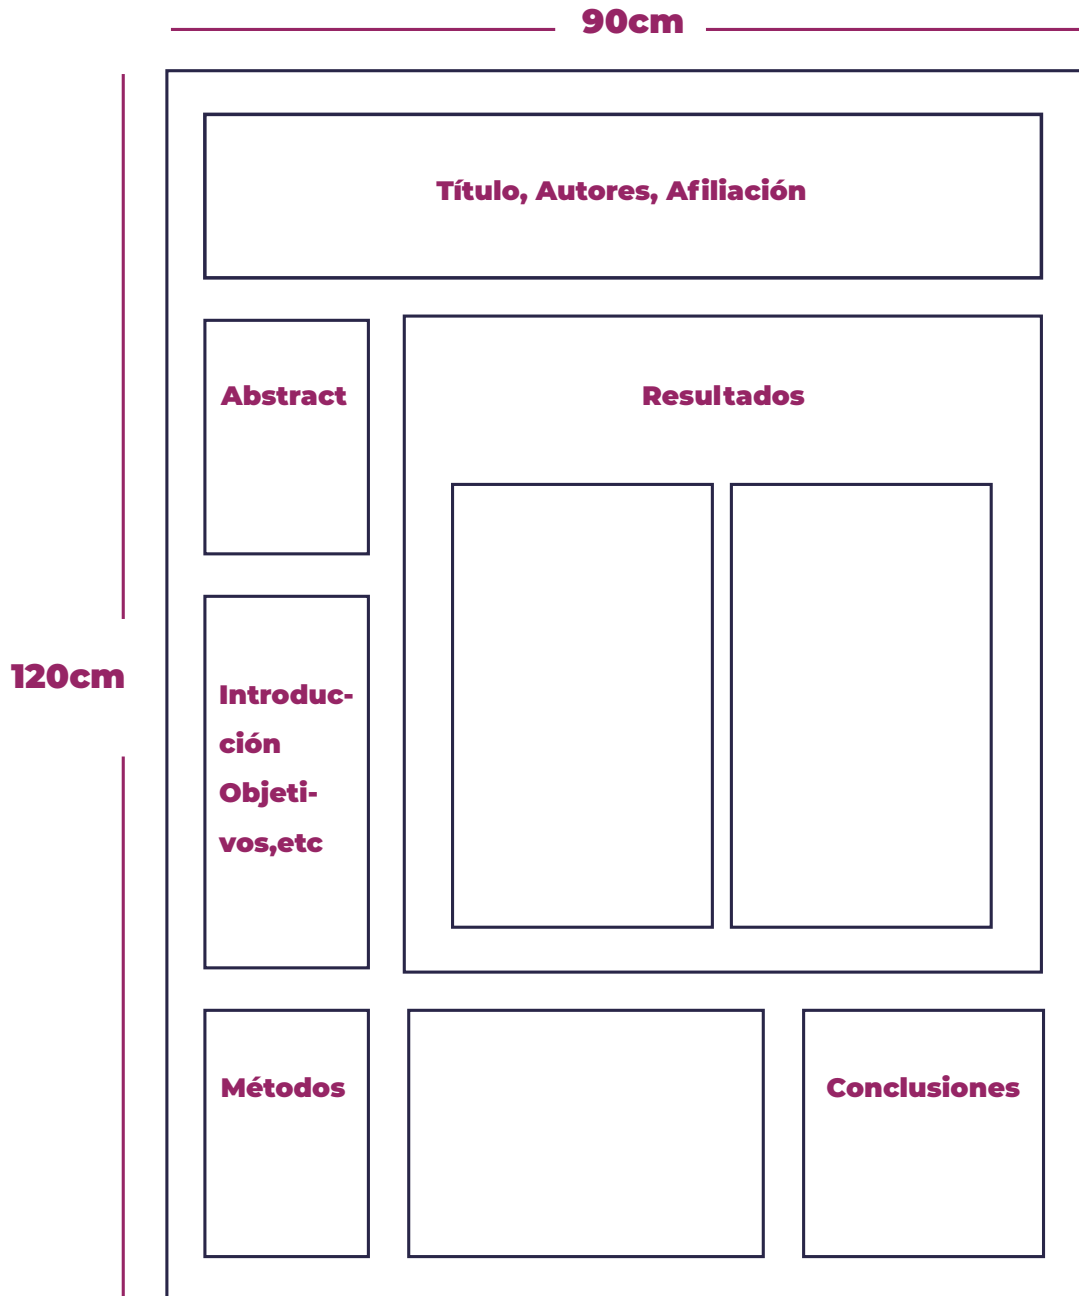 90cm
Título, Autores, Afiliación
Abstract
Resultados
120cm
Introduc-
ción
Objeti-
vos,etc
Métodos
Conclusiones